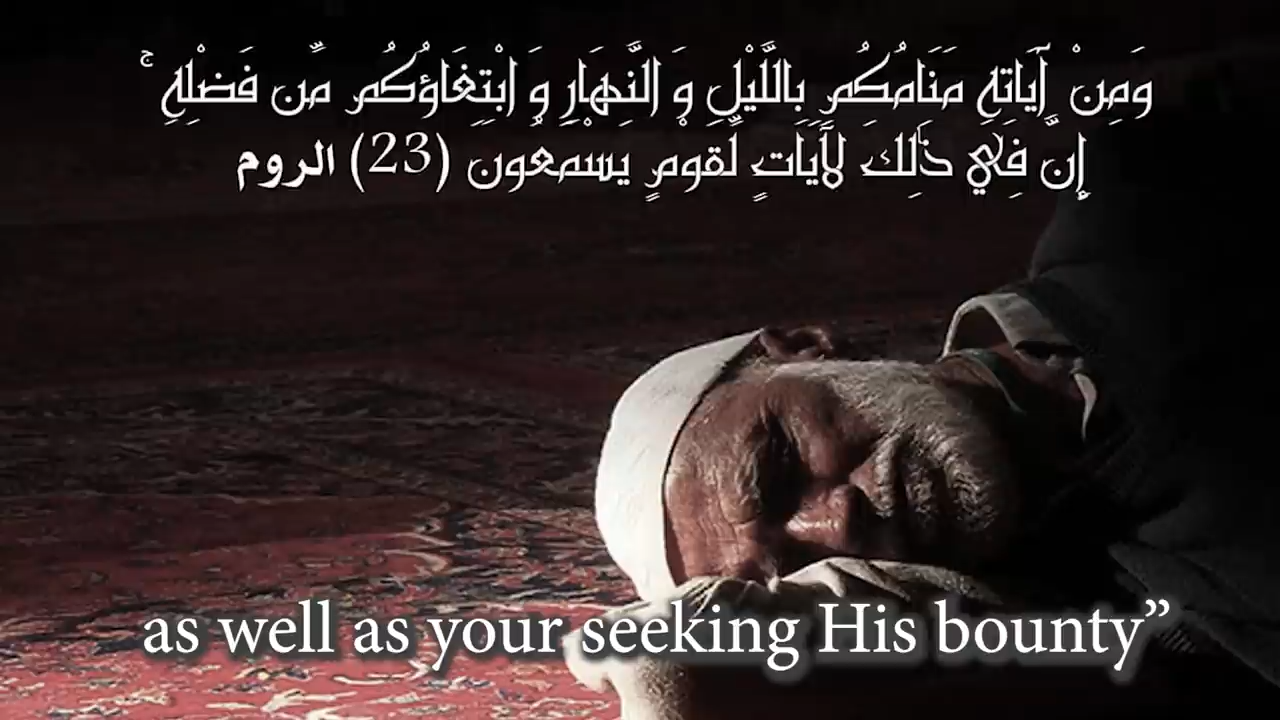 وَمِنْ آيَاتِهِ مَنَامُكُم بِاللَّيْلِ وَ النَّهَارِ وَ ابْتِغَاؤُكُم مِّن فَضْلِهِ ۚ
إِنَّ فِي ذَٰلِكَ لَآيَاتٍ لِّقَوْمٍ يَسْمَعُونَ (23) الروم
as well as your seeking His bounty”